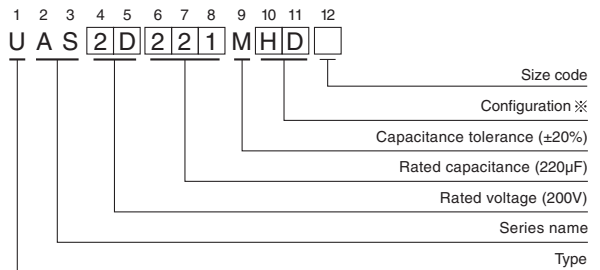 1 2 3 4 5 6 7 8 9 10 11 12
U A S 2 D 2 2 1 M H D
Size code
Configuration ※
Capacitance tolerance (±20%)
Rated capacitance (220µF)
Rated voltage (200V)
Series name
Type